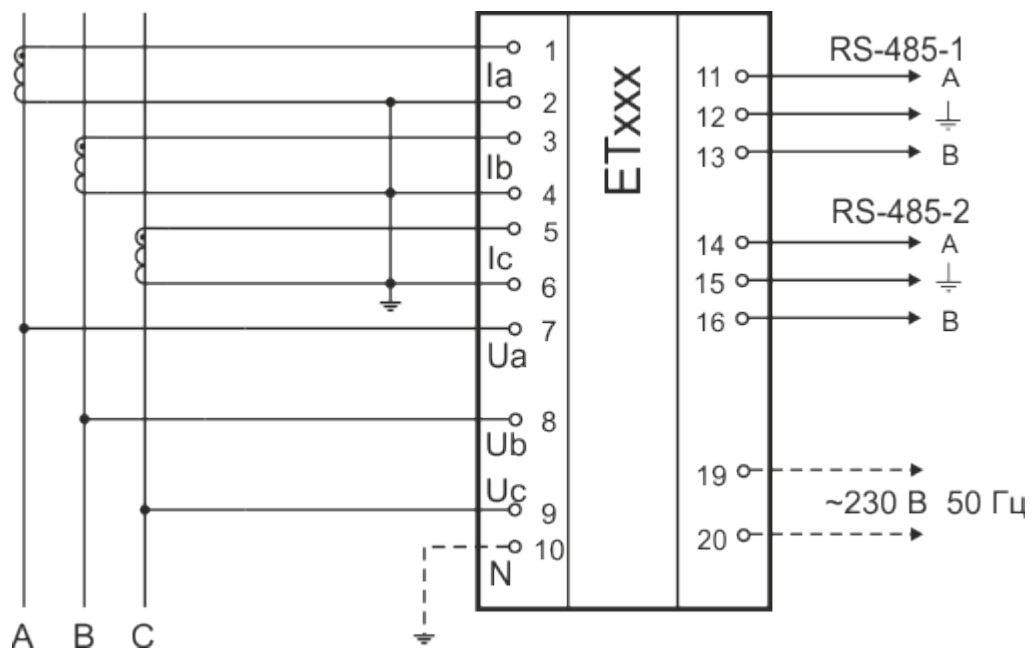 1
Ia
2
3
Ib
4
5
Ic
6
7
Ua
8
Ub
Uc
9
10
N
ETxxx
RS-485-1
11 A
12
13 B
RS-485-2
14 A
15
16 B
19
~230 В 50 Гц
20
A B C